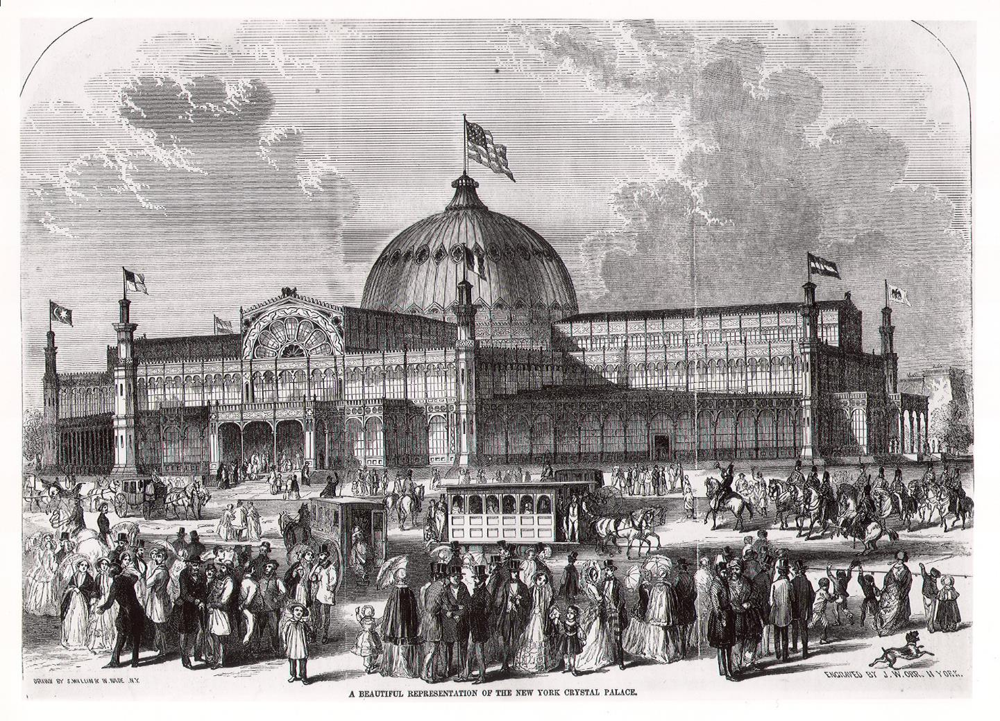 DRAWN BY S. WALLIN & W. WADE. N.Y.
ENGRAVED BY J. W. ORR, N YORK.
A BEAUTIFUL REPRESENTATION OF THE NEW YORK CRYSTAL PALACE.